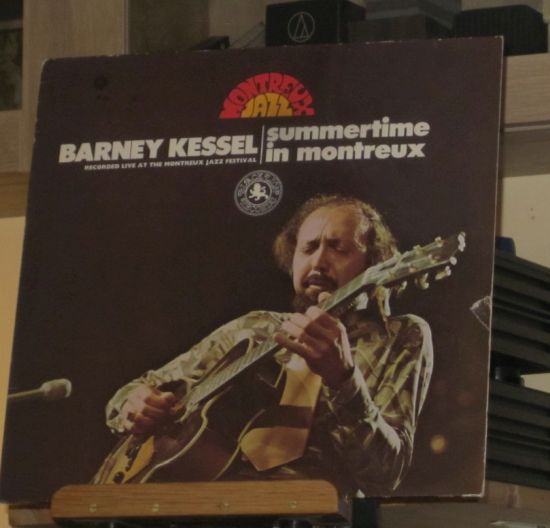 MONTREUX
JAZZ
BARNEY KESSEL
RECORDED LIVE AT THE MONTREUX JAZZ FESTIVAL
summertime
in montreux